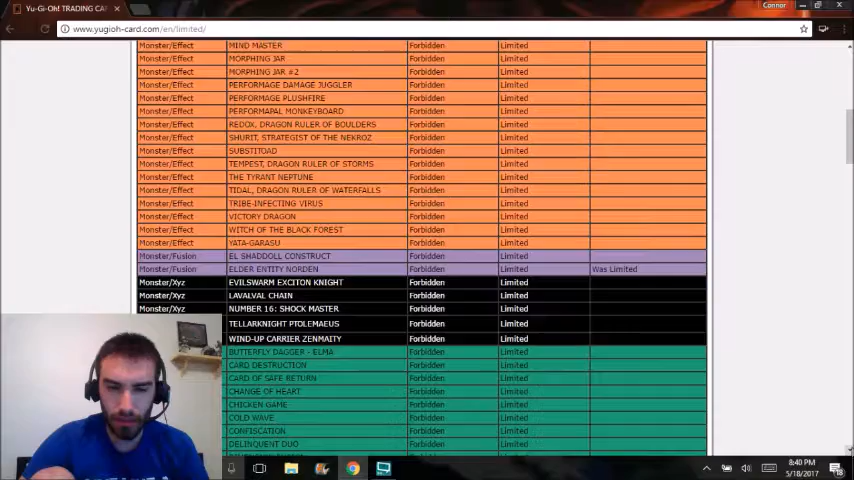 Yu-Gi-Oh! TRADING CA
Connor
www.yugioh-card.com/en/limited/
Monster/Effect MIND MASTER Forbidden Limited
Monster/Effect MORPHING JAR Forbidden Limited
Monster/Effect MORPHING JAR #2 Forbidden Limited
Monster/Effect PERFORMAGE DAMAGE JUGGLER Forbidden Limited
Monster/Effect PERFORMAGE PLUSHFIRE Forbidden Limited
Monster/Effect PERFORMAPAL MONKEYBOARD Forbidden Limited
Monster/Effect REDOX, DRAGON RULER OF BOULDERS Forbidden Limited
Monster/Effect SHURIT, STRATEGIST OF THE NEKROZ Forbidden Limited
Monster/Effect SUBSTITOAD Forbidden Limited
Monster/Effect TEMPEST, DRAGON RULER OF STORMS Forbidden Limited
Monster/Effect THE TYRANT NEPTUNE Forbidden Limited
Monster/Effect TIDAL, DRAGON RULER OF WATERFALLS Forbidden Limited
Monster/Effect TRIBE-INFECTING VIRUS Forbidden Limited
Monster/Effect VICTORY DRAGON Forbidden Limited
Monster/Effect WITCH OF THE BLACK FOREST Forbidden Limited
Monster/Effect YATA-GARASU Forbidden Limited
Monster/Fusion EL SHADDOLL CONSTRUCT Forbidden Limited
Monster/Fusion ELDER ENTITY NORDEN Forbidden Limited Was Limited
Monster/Xyz EVILSWARM EXCITON KNIGHT Forbidden Limited
Monster/Xyz LAVALVAL CHAIN Forbidden Limited
Monster/Xyz NUMBER 16: SHOCK MASTER Forbidden Limited
TELLARKNIGHT PTOLEMAEUS Forbidden Limited
WIND-UP CARRIER ZENMAITY Forbidden Limited
BUTTERFLY DAGGER - ELMA Forbidden Limited
CARD DESTRUCTION Forbidden Limited
CARD OF SAFE RETURN Forbidden Limited
CHANGE OF HEART Forbidden Limited
CHICKEN GAME Forbidden Limited
COLD WAVE Forbidden Limited
CONFISCATION Forbidden Limited
DELINQUENT DUO Forbidden Limited
8:40 PM
5/18/2017